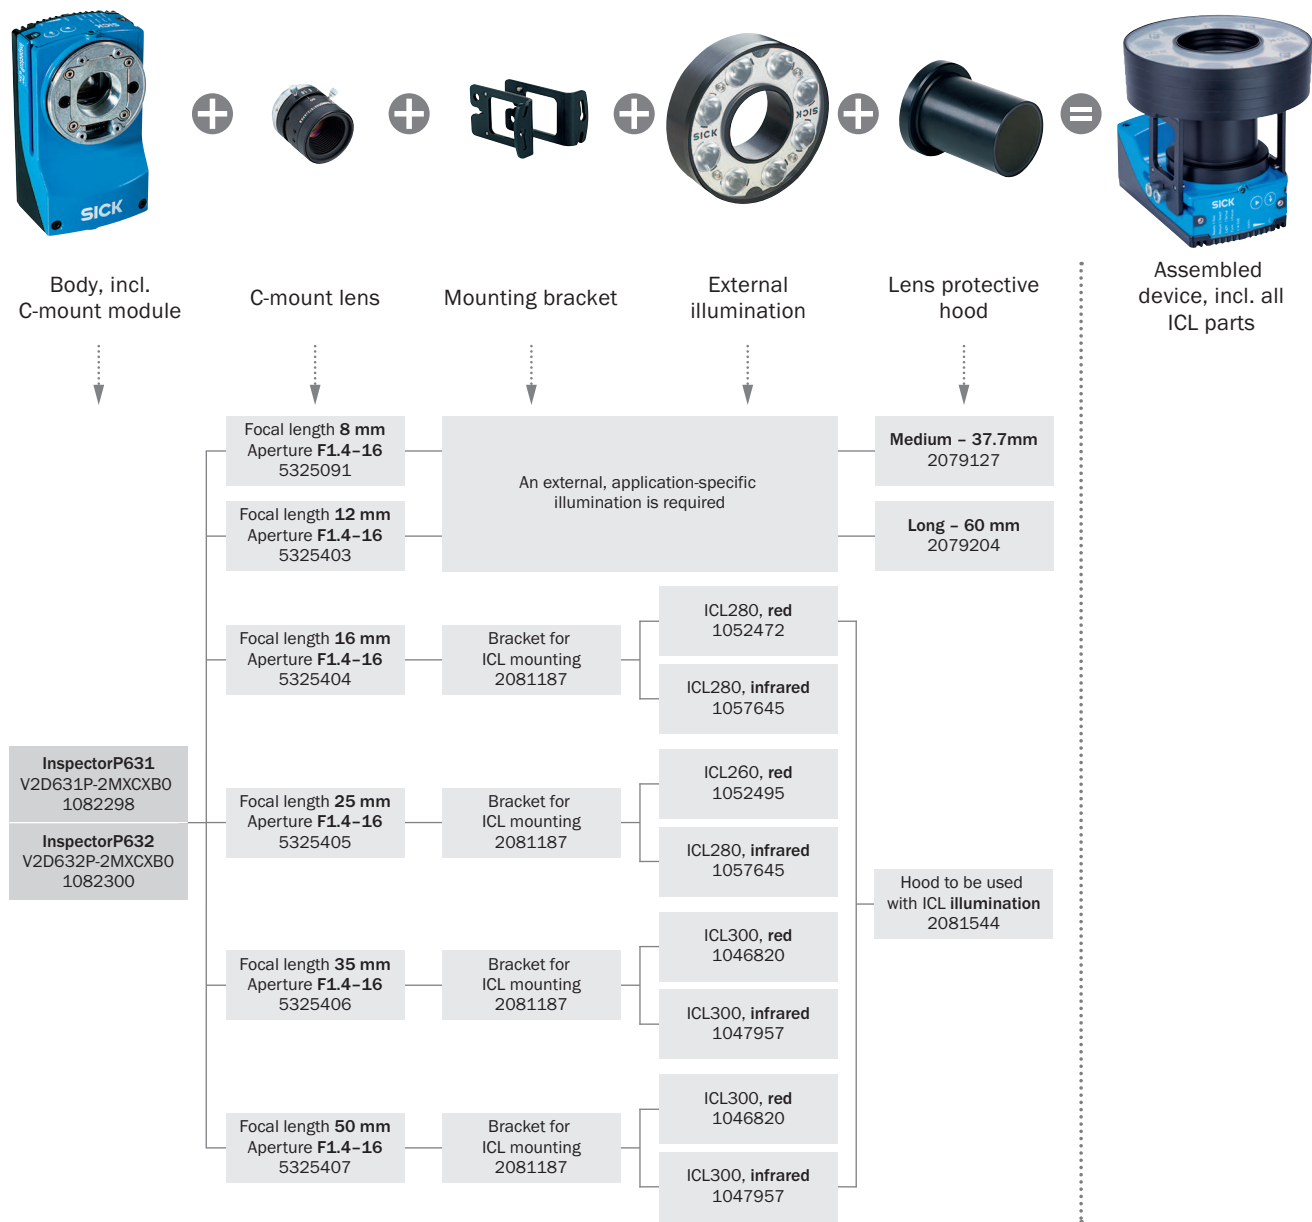 SICK
SICK
SICK
SICK
Body, incl.
C-mount module
C-mount lens
Mounting bracket
External
illumination
Lens protective
hood
Assembled
device, incl. all
ICL parts
Focal length 8 mm
Aperture F1.4–16
5325091
An external, application-specific
illumination is required
Medium – 37.7mm
2079127
Focal length 12 mm
Aperture F1.4–16
5325403
Long – 60 mm
2079204
Focal length 16 mm
Aperture F1.4–16
5325404
Bracket for
ICL mounting
2081187
ICL280, red
1052472
ICL280, infrared
1057645
InspectorP631
V2D631P-2MXCXB0
1082298
InspectorP632
V2D632P-2MXCXB0
1082300
Focal length 25 mm
Aperture F1.4–16
5325405
Bracket for
ICL mounting
2081187
ICL260, red
1052495
ICL280, infrared
1057645
Hood to be used
with ICL illumination
2081544
Focal length 35 mm
Aperture F1.4–16
5325406
Bracket for
ICL mounting
2081187
ICL300, red
1046820
ICL300, infrared
1047957
Focal length 50 mm
Aperture F1.4–16
5325407
Bracket for
ICL mounting
2081187
ICL300, red
1046820
ICL300, infrared
1047957